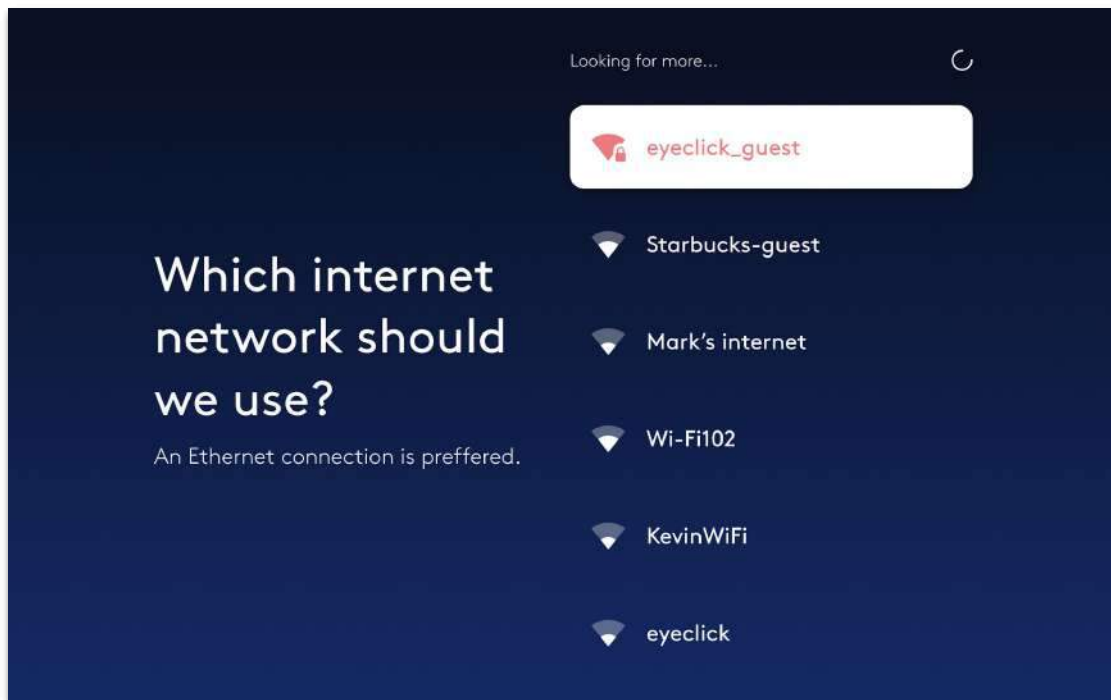 Looking for more...
eyeclick_guest
Starbucks-guest
Which internet
network should
we use?
An Ethernet connection is preffered.
Mark's internet
Wi-Fi102
KevinWiFi
eyeclick